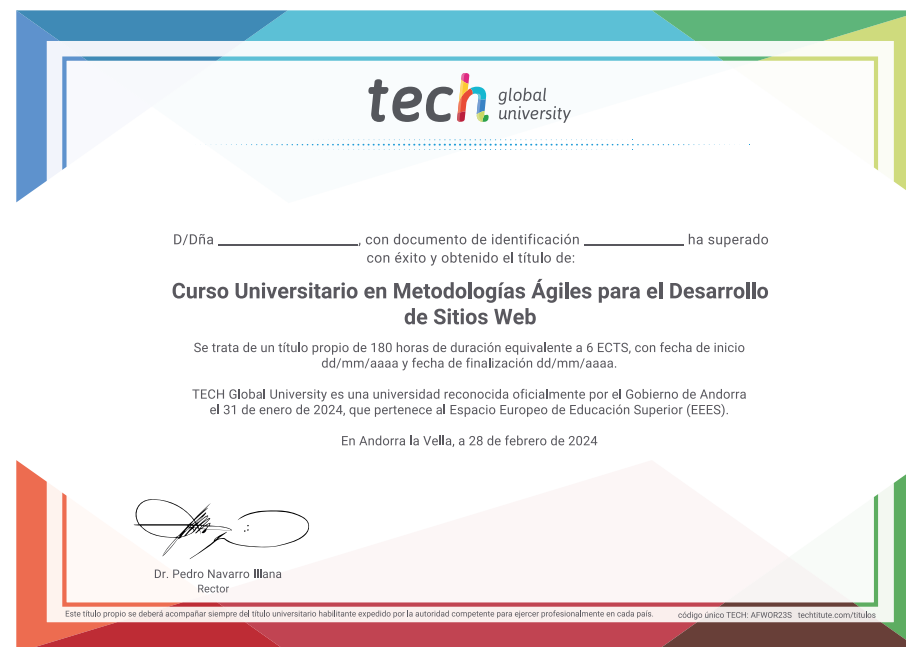 tech global university
D/Dña ____________, con documento de identificación ____________ ha superado
con éxito y obtenido el título de:
Curso Universitario en Metodologías Ágiles para el Desarrollo
de Sitios Web
Se trata de un título propio de 180 horas de duración equivalente a 6 ECTS, con fecha de inicio
dd/mm/aaaa y fecha de finalización dd/mm/aaaa.
TECH Global University es una universidad reconocida oficialmente por el Gobierno de Andorra
el 31 de enero de 2024, que pertenece al Espacio Europeo de Educación Superior (EEES).
En Andorra la Vella, a 28 de febrero de 2024
Dr. Pedro Navarro Illana
Rector
Este título propio se deberá acompañar siempre del título universitario habilitante expedido por la autoridad competente para ejercer profesionalmente en cada país.
código único TECH: AFWOR23S techtitute.com/titulos